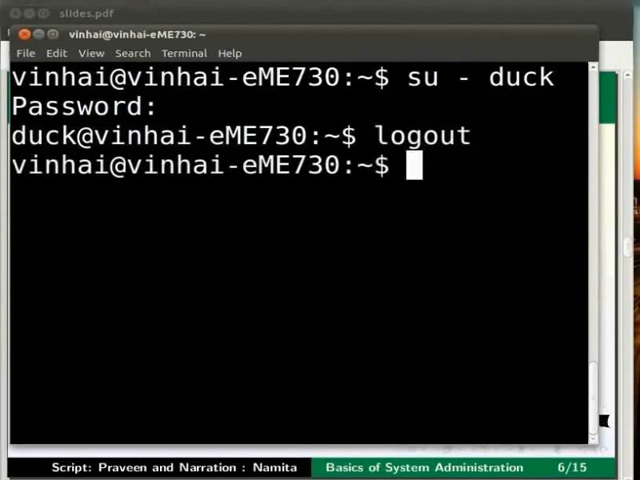 slides.pdf
vinhai@vinhai-eME730: ~
File Edit View Search Terminal Help
vinhai@vinhai-eME730:~$ su - duck
Password:
duck@vinhai-eME730:~$ logout
vinhai@vinhai-eME730:~$
Script: Praveen and Narration : Namita Basics of System Administration 6/15